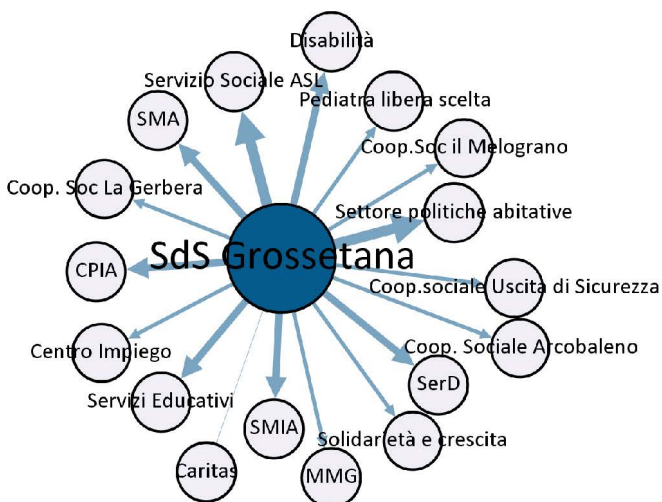 Disabilità
Servizio Sociale ASL
Pediatra libera scelta
SMA
Coop.Soc il Melograno
Coop. Soc La Gerbera
Settore politiche abitative
SdS Grossetana
CPIA
Coop.sociale Uscita di Sicurezza
Centro Impiego
Coop. Sociale Arcobaleno
SerD
Servizi Educativi
SMIA
Solidarietà e crescita
Caritas
MMG